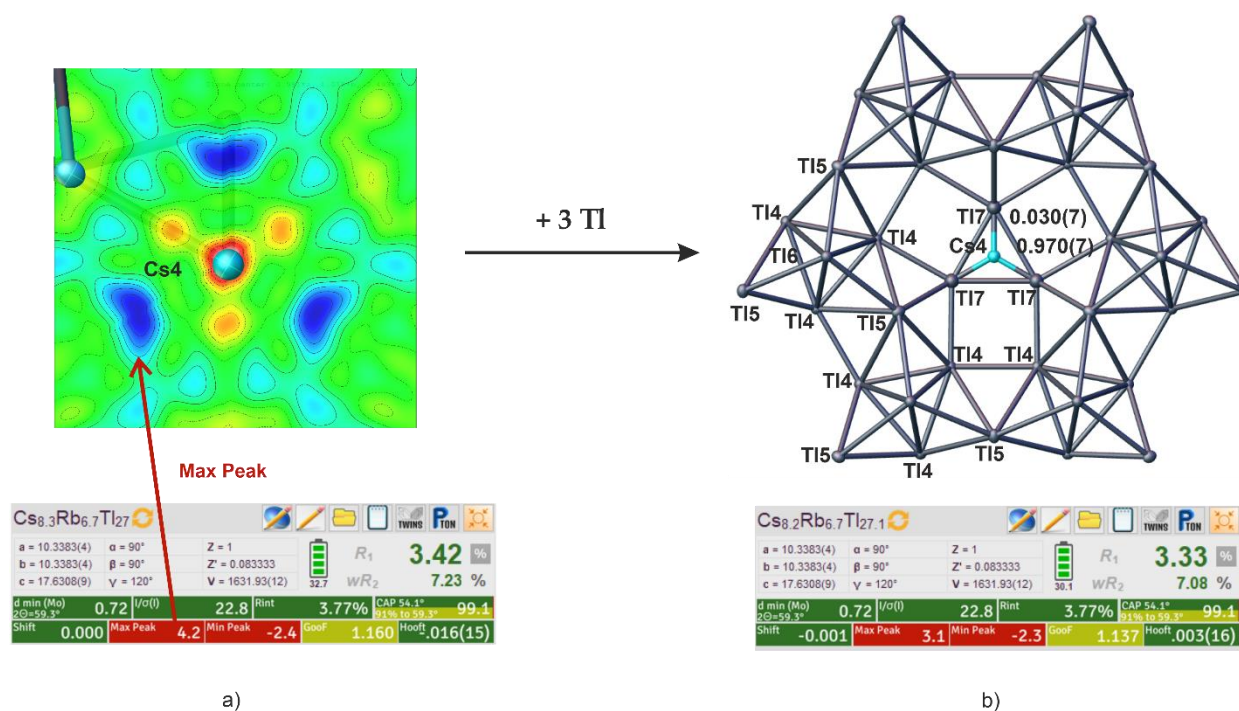 Cs4
Max Peak
+ 3 Tl
Tl5
Tl4
Tl7
0.030(7)
Cs4
0.970(7)
Tl4
Tl6
Tl7
Tl7
Tl5
Tl4
Tl5
Tl4
Tl4
Tl4
Tl5
Tl4
Tl5
Cs8.3Rb6.7Tl27
TWINS
PTON
a = 10.3383(4) α = 90° Z = 1
b = 10.3383(4) β = 90° Z' = 0.083333
c = 17.6308(9) γ = 120° V = 1631.93(12)
32.7
R1 3.42 %
wR2 7.23 %
d min (Mo) 0.72 I/σ(I) 22.8 Rint 3.77% CAP 54.1° 99.1
2Θ=59.3° 91% to 59.3°
Shift 0.000 Max Peak 4.2 Min Peak -2.4 GooF 1.160 Hooft .016(15)
Cs8.2Rb6.7Tl27.1
TWINS
PTON
a = 10.3383(4) α = 90° Z = 1
b = 10.3383(4) β = 90° Z' = 0.083333
c = 17.6308(9) γ = 120° V = 1631.93(12)
30.1
R1 3.33 %
wR2 7.08 %
d min (Mo) 0.72 I/σ(I) 22.8 Rint 3.77% CAP 54.1° 99.1
2Θ=59.3° 91% to 59.3°
Shift -0.001 Max Peak 3.1 Min Peak -2.3 GooF 1.137 Hooft .003(16)
a)
b)